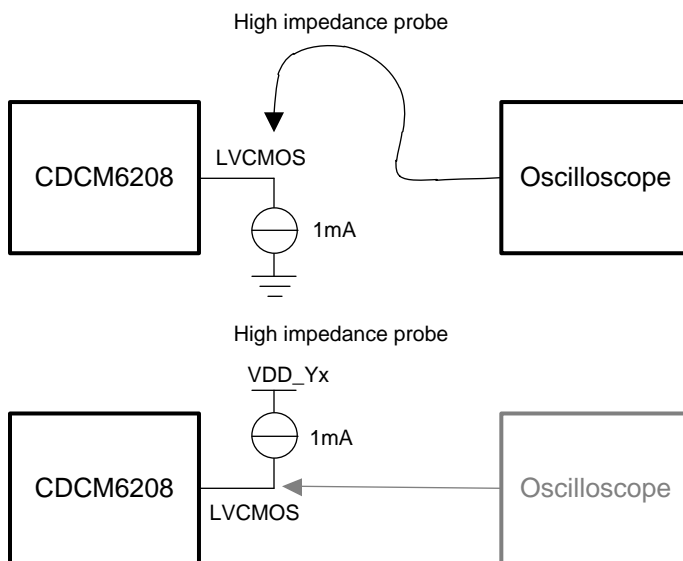 High impedance probe
CDCM6208
LVCMOS
Oscilloscope
1mA
High impedance probe
VDD_Yx
1mA
CDCM6208
Oscilloscope
LVCMOS